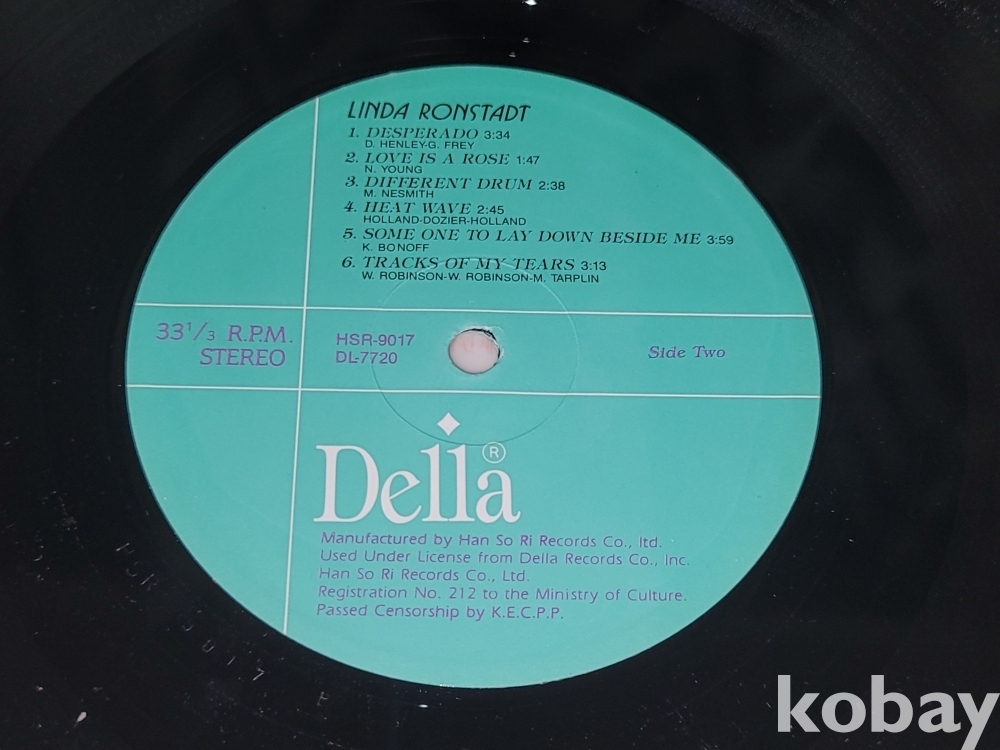 LINDA RONSTADT
1. DESPERADO 3:34
D. HENLEY-G. FREY
2. LOVE IS A ROSE 1:47
N. YOUNG
3. DIFFERENT DRUM 2:38
M. NESMITH
4. HEAT WAVE 2:45
HOLLAND-DOZIER-HOLLAND
5. SOME ONE TO LAY DOWN BESIDE ME 3:59
K. BONOFF
6. TRACKS OF MY TEARS 3:13
W. ROBINSON-W. ROBINSON-M. TARPLIN
33 1/3 R.P.M.
STEREO
HSR-9017
DL-7720
Side Two
Della®
Manufactured by Han So Ri Records Co., ltd.
Used Under License from Della Records Co., Inc.
Han So Ri Records Co., Ltd.
Registration No. 212 to the Ministry of Culture.
Passed Censorship by K.E.C.P.P.
kobay